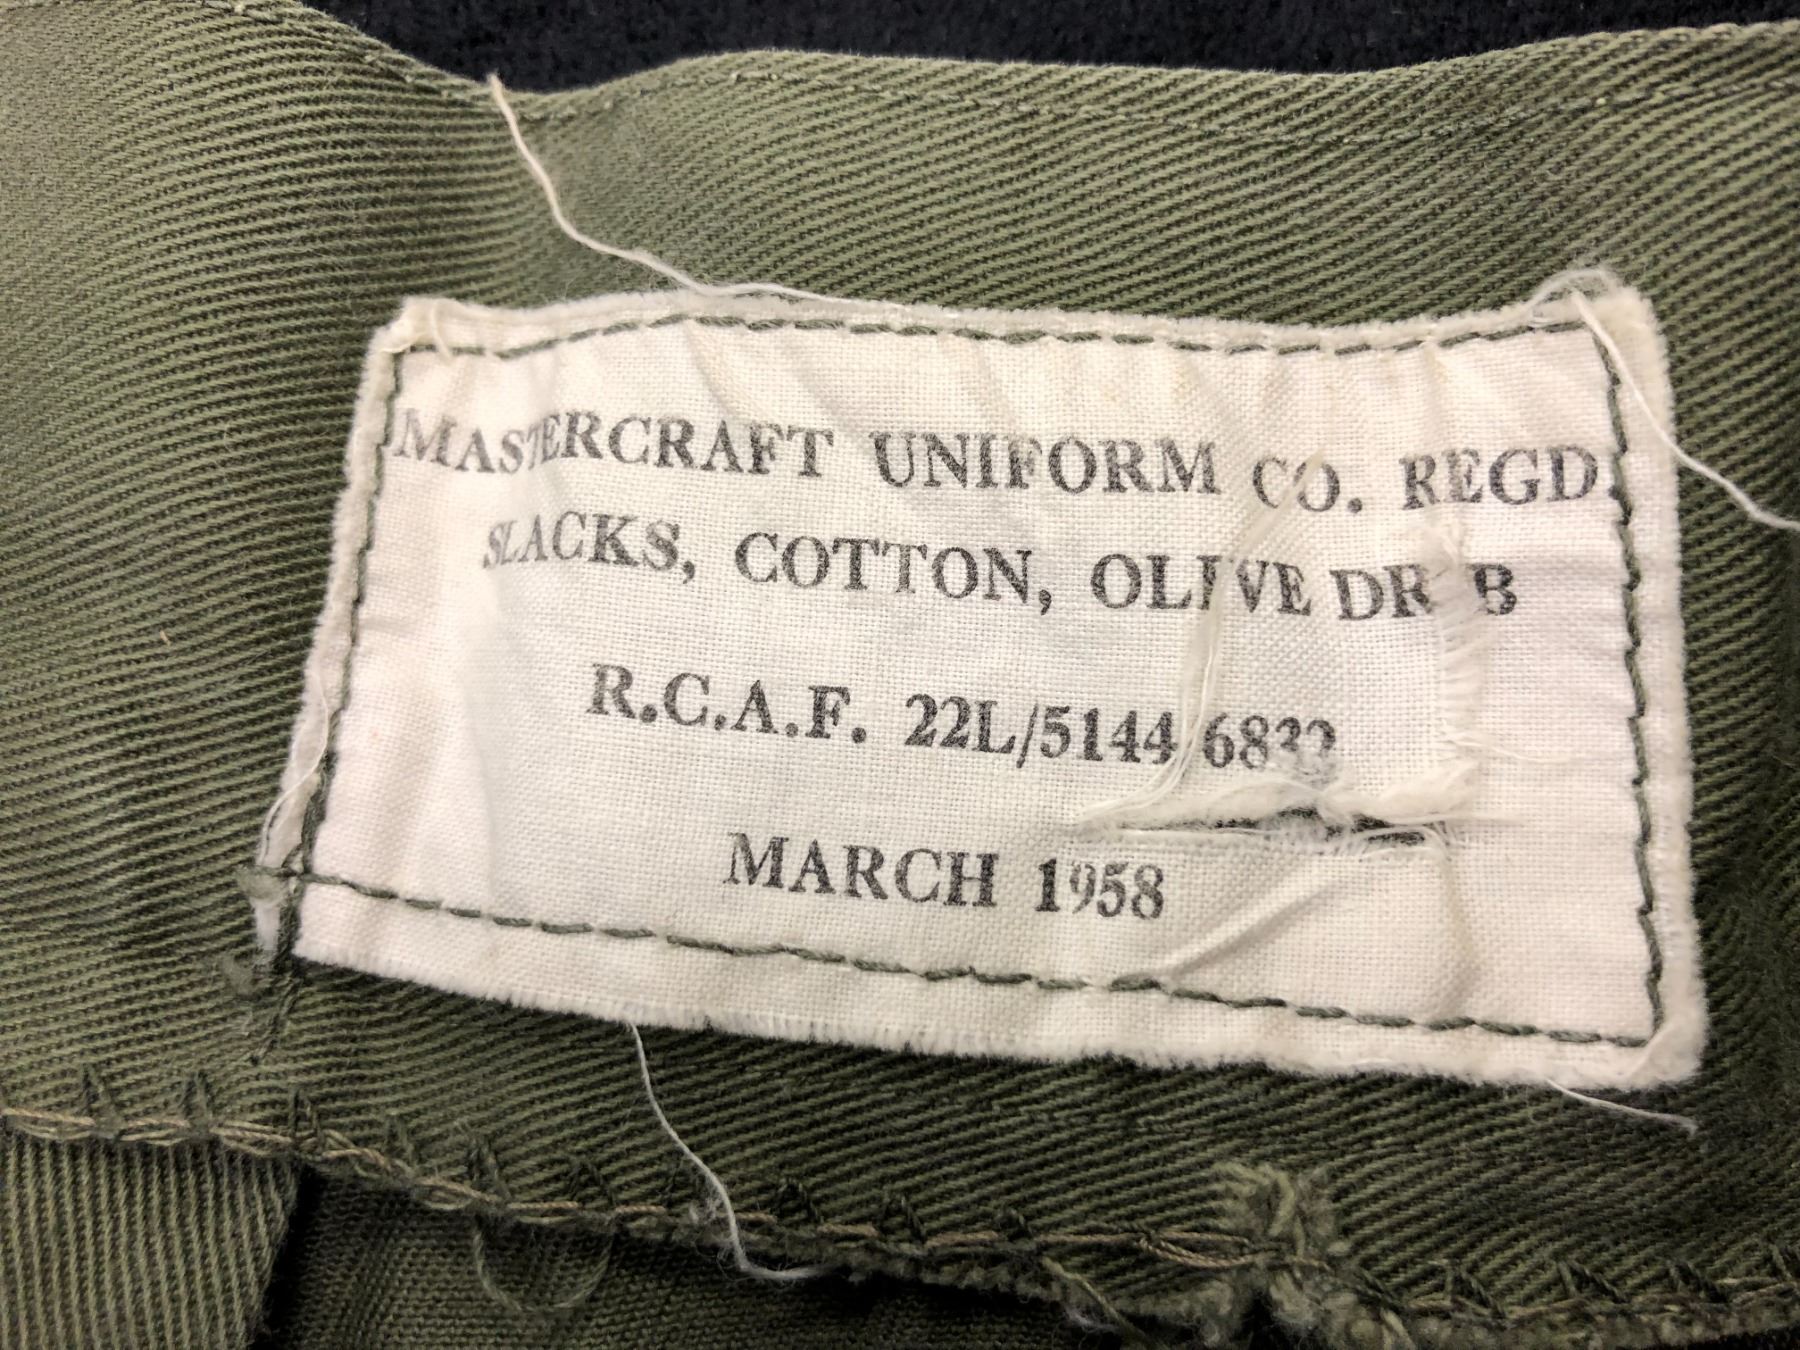 MASTERCRAFT UNIFORM CO. REGD
SLACKS, COTTON, OLIVE DRAB
R.C.A.F. 22L/5144
MARCH 1958